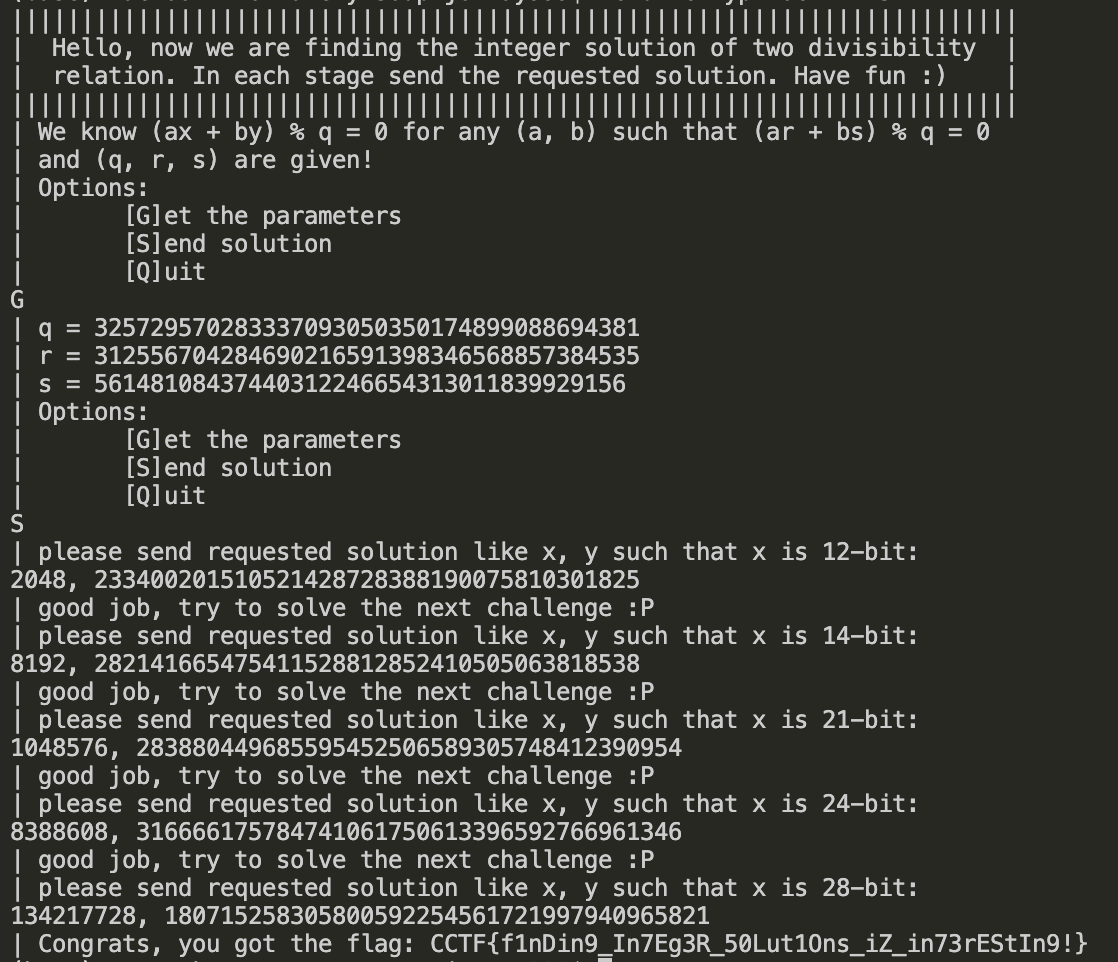 ||||||||||||||||||||||||||||||||||||||||||||||||||||||||||||||||||||||||
|  Hello, now we are finding the integer solution of two divisibility  |
|  relation. In each stage send the requested solution. Have fun :)    |
||||||||||||||||||||||||||||||||||||||||||||||||||||||||||||||||||||||||
| We know (ax + by) % q = 0 for any (a, b) such that (ar + bs) % q = 0
| and (q, r, s) are given!
| Options:
|       [G]et the parameters
|       [S]end solution
|       [Q]uit
G
| q = 325729570283337093050350174899088694381
| r = 312556704284690216591398346568857384535
| s = 56148108437440312246654313011839929156
| Options:
|       [G]et the parameters
|       [S]end solution
|       [Q]uit
S
| please send requested solution like x, y such that x is 12-bit:
2048, 233400201510521428728388190075810301825
| good job, try to solve the next challenge :P
| please send requested solution like x, y such that x is 14-bit:
8192, 282141665475411528812852410505063818538
| good job, try to solve the next challenge :P
| please send requested solution like x, y such that x is 21-bit:
1048576, 283880449685595452506589305748412390954
| good job, try to solve the next challenge :P
| please send requested solution like x, y such that x is 24-bit:
8388608, 316666175784741061750613396592766961346
| good job, try to solve the next challenge :P
| please send requested solution like x, y such that x is 28-bit:
134217728, 180715258305800592254561721997940965821
| Congrats, you got the flag: CCTF{f1nDin9_In7Eg3R_50Lut1Ons_iZ_in73rEStIn9!}